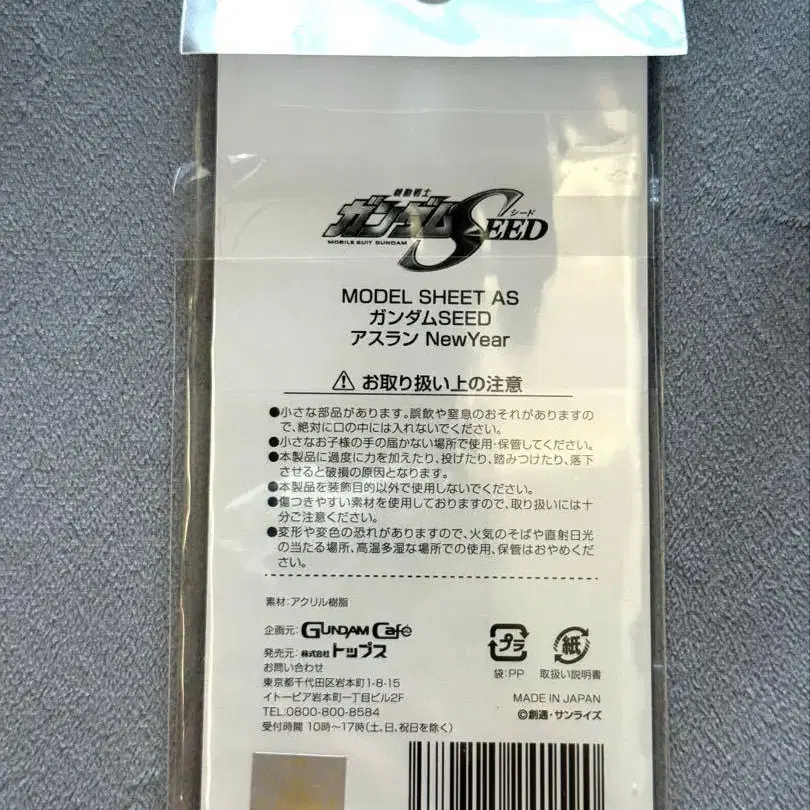 機動戦士
ガンダムSEED
シード
MOBILE SUIT GUNDAM
MODEL SHEET AS
ガンダムSEED
アスラン NewYear
お取り扱い上の注意
●小さな部品があります。誤飲や窒息のおそれがありますの
で、絶対に口の中には入れないでください。
●小さなお子様の手の届かない場所で使用・保管してください。
●本製品に過度に力を加えたり、投げたり、踏みつけたり、落下
させると破損の原因となります。
●本製品を装飾目的以外で使用しないでください。
●傷つきやすい素材を使用しておりますので、取り扱いには十
分ご注意ください。
●変形や変色の恐れがありますので、火気のそばや直射日光
の当たる場所、高温多湿な場所での使用、保管はおやめくだ
さい。
素材:アクリル樹脂
企画元: GUNDAM Café
発売元: 株式会社トップス
お問い合わせ
東京都千代田区岩本町1-8-15
イトーピア岩本町一丁目ビル2F
TEL:0800-800-8584
受付時間 10時〜17時(土、日、祝日を除く)
プラ
紙
袋:PP
取扱い説明書
MADE IN JAPAN
©創通・サンライズ